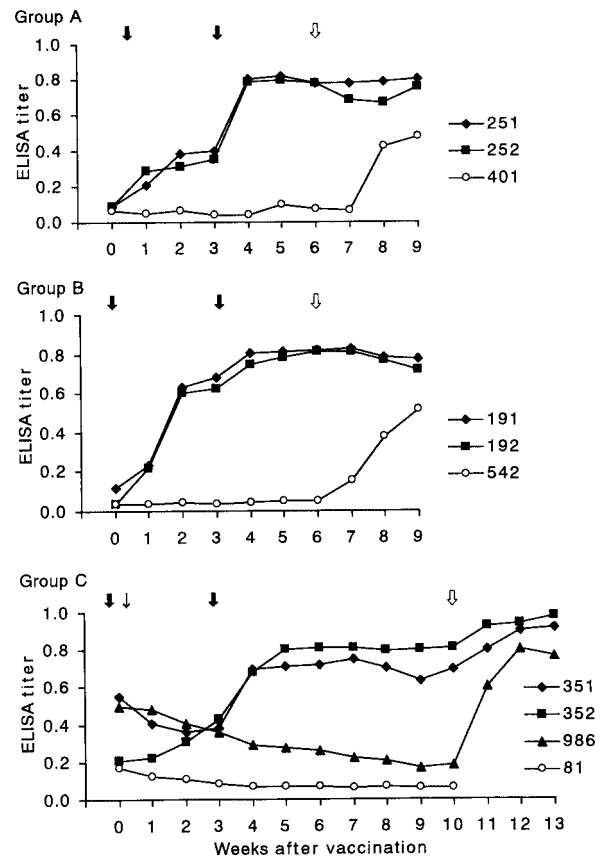 Group A
1.0
0.8
0.6
0.4
0.2
0.0
ELISA titer
0 1 2 3 4 5 6 7 8 9
251
252
401
Group B
1.0
0.8
0.6
0.4
0.2
0.0
ELISA titer
0 1 2 3 4 5 6 7 8 9
191
192
542
Group C
1.0
0.8
0.6
0.4
0.2
0.0
ELISA titer
0 1 2 3 4 5 6 7 8 9 10 11 12 13
351
352
986
81
Weeks after vaccination